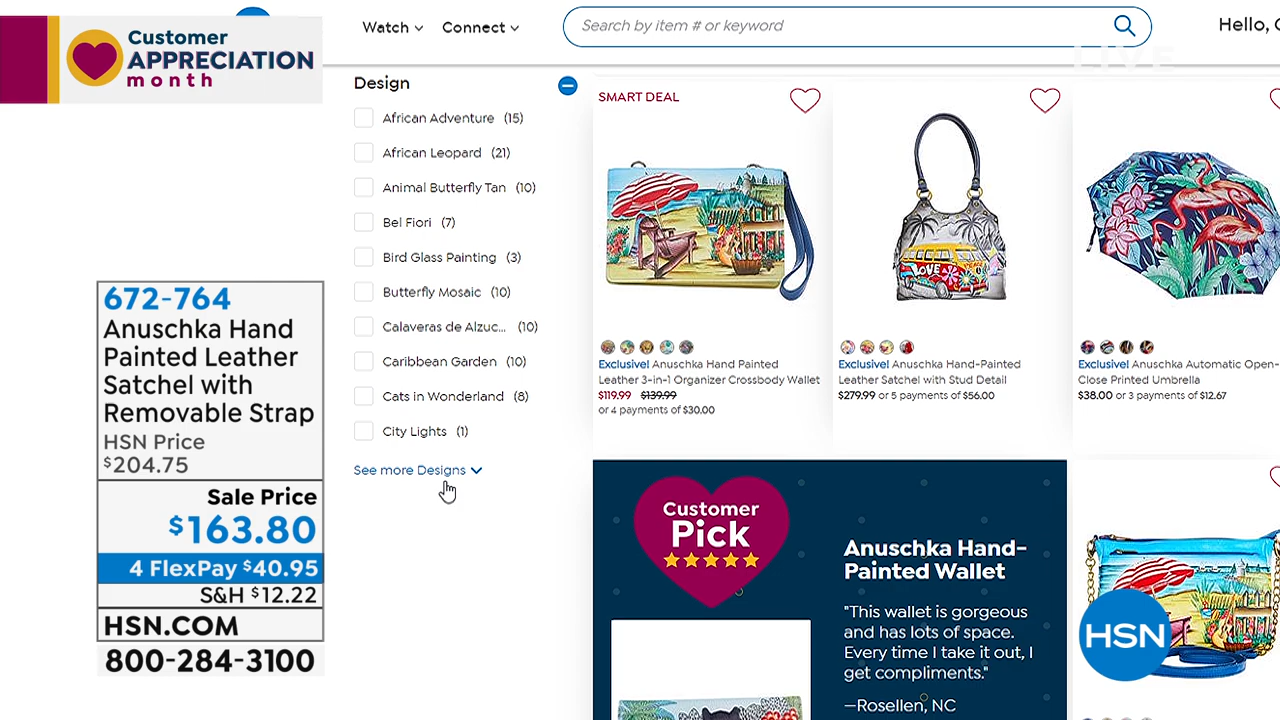 Customer
APPRECIATION
month
Watch
Connect
Search by item # or keyword
Hello,
LIVE
Design
African Adventure (15)
African Leopard (21)
Animal Butterfly Tan (10)
Bel Fiori (7)
Bird Glass Painting (3)
Butterfly Mosaic (10)
Calaveras de Alzuc... (10)
Caribbean Garden (10)
Cats in Wonderland (8)
City Lights (1)
See more Designs
672-764
Anuschka Hand
Painted Leather
Satchel with
Removable Strap
HSN Price
$204.75
Sale Price
$163.80
4 FlexPay $40.95
S&H $12.22
HSN.COM
800-284-3100
SMART DEAL
Exclusive! Anuschka Hand Painted
Leather 3-in-1 Organizer Crossbody Wallet
$119.99 $139.99
or 4 payments of $30.00
LOVE
Exclusive! Anuschka Hand-Painted
Leather Satchel with Stud Detail
$279.99 or 5 payments of $56.00
Exclusive! Anuschka Automatic Open-
Close Printed Umbrella
$38.00 or 3 payments of $12.67
Customer
Pick
Anuschka Hand-
Painted Wallet
"This wallet is gorgeous
and has lots of space.
Every time I take it out, I
get compliments."
—Rosellen, NC
HSN